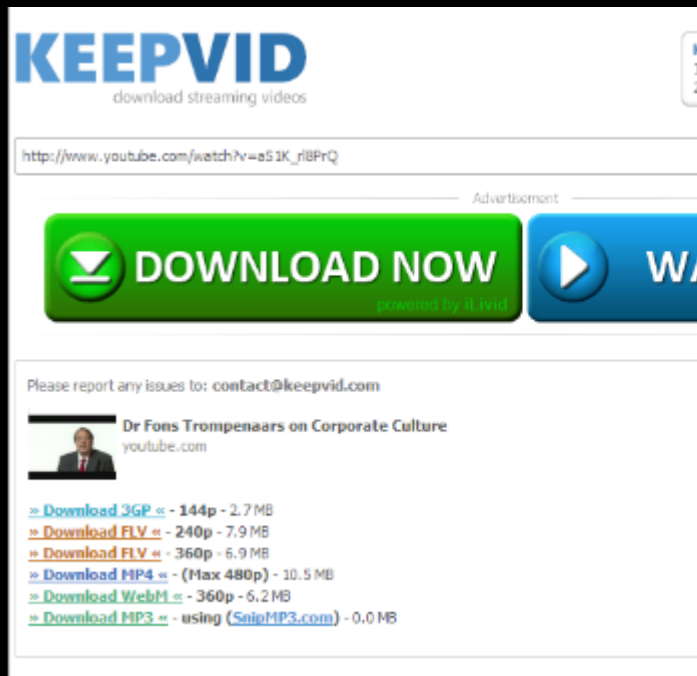 KEEPVID
download streaming videos
http://www.youtube.com/watch?v=aS1K_rl8PrQ
Advertisement
DOWNLOAD NOW
powered by iLivid
WA
Please report any issues to: contact@keepvid.com
Dr Fons Trompenaars on Corporate Culture
youtube.com
» Download 3GP « - 144p - 2.7 MB
» Download FLV « - 240p - 7.9 MB
» Download FLV « - 360p - 6.9 MB
» Download MP4 « - (Max 480p) - 10.5 MB
» Download WebM « - 360p - 6.2 MB
» Download MP3 « - using (SnipMP3.com) - 0.0 MB